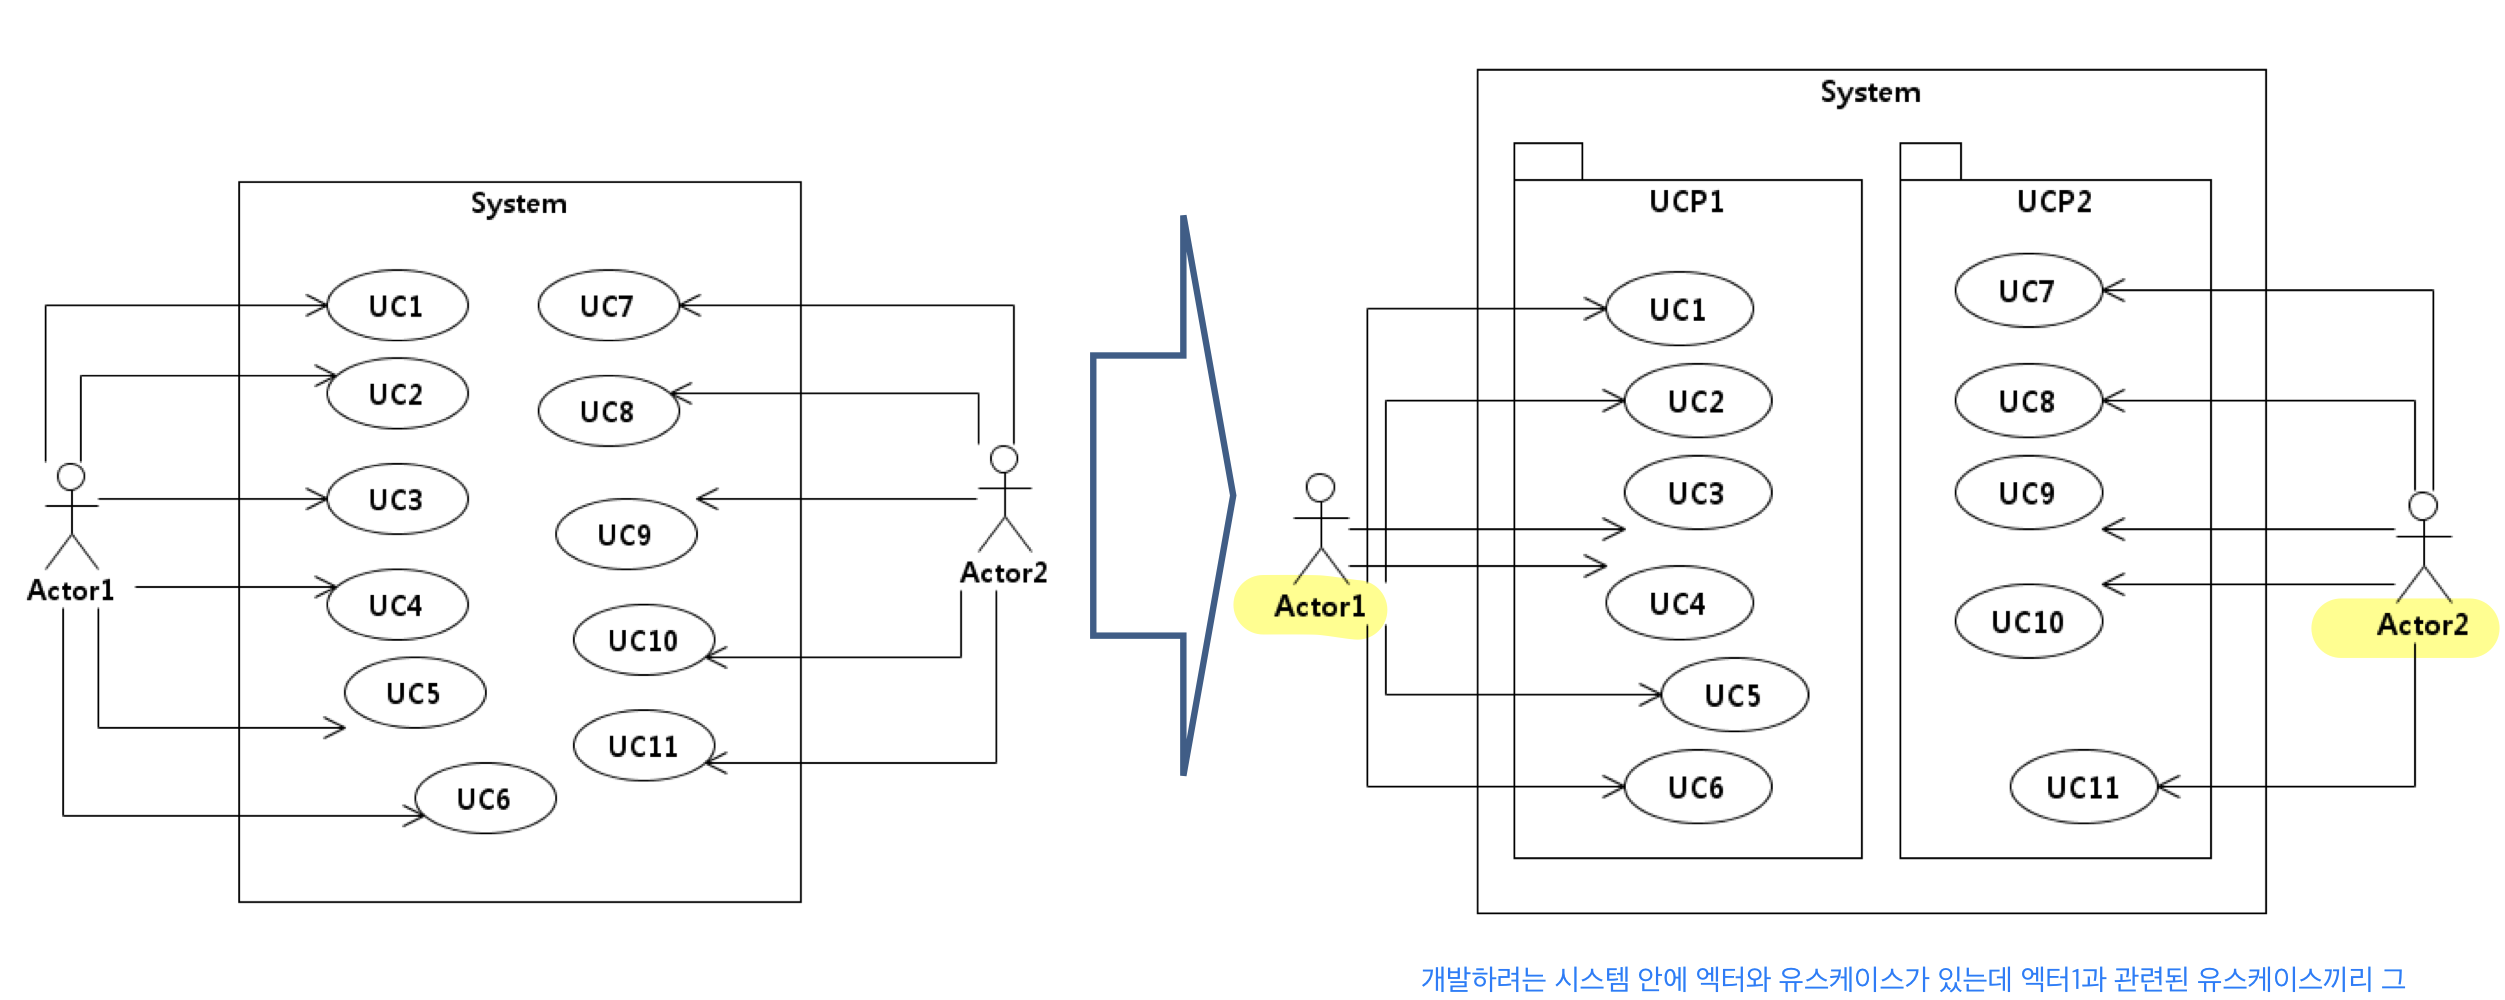 System
UC1
UC7
UC2
UC8
UC3
UC9
Actor1
Actor2
UC4
UC10
UC5
UC11
UC6
System
UCP1
UCP2
UC1
UC7
UC2
UC8
UC3
UC9
Actor1
Actor2
UC4
UC10
UC5
UC6
UC11
개발하려는 시스템 안에 엑터와 유스케이스가 있는데 엑터1과 관련된 유스케이스끼리 그